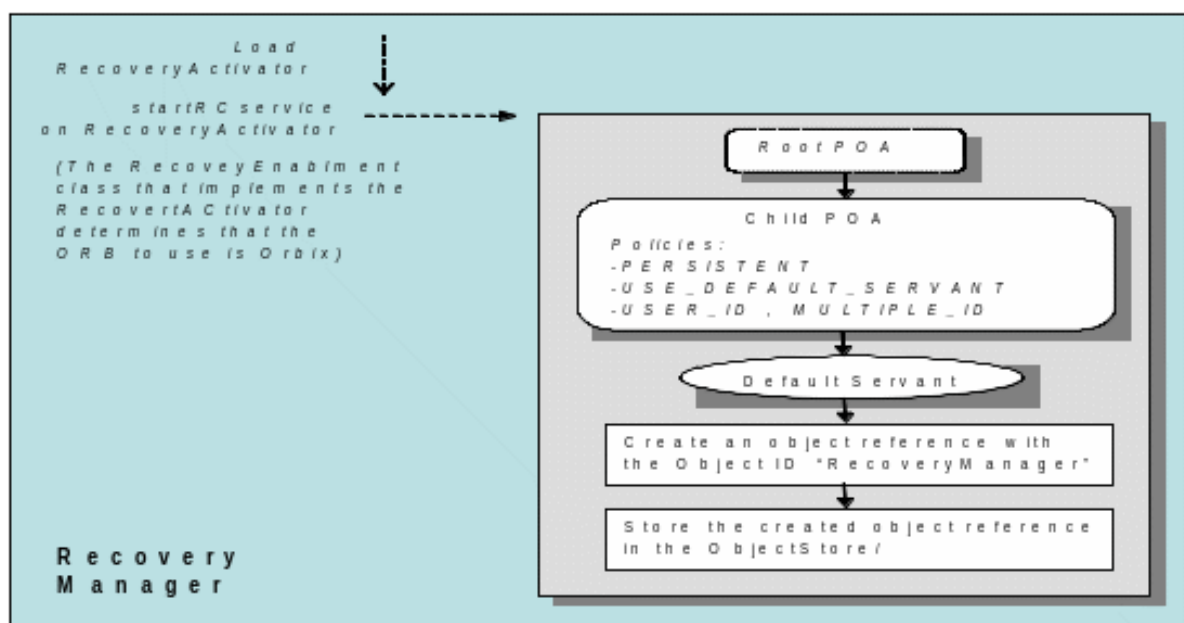 Load
RecoveryActivator
startRCservice
on RecoveryActivator
(The RecoveyEnablment
class that implements the
RecovertACtivator
determines that the
ORB to use is Orbix)
RootPOA
Child POA
Policies:
-PERSISTENT
-USE_DEFAULT_SERVANT
-USER_ID , MULTIPLE_ID
Default Servant
Create an object reference with
the ObjectID "RecoveryManager"
Store the created object reference
in the ObjectStore/
Recovery
Manager